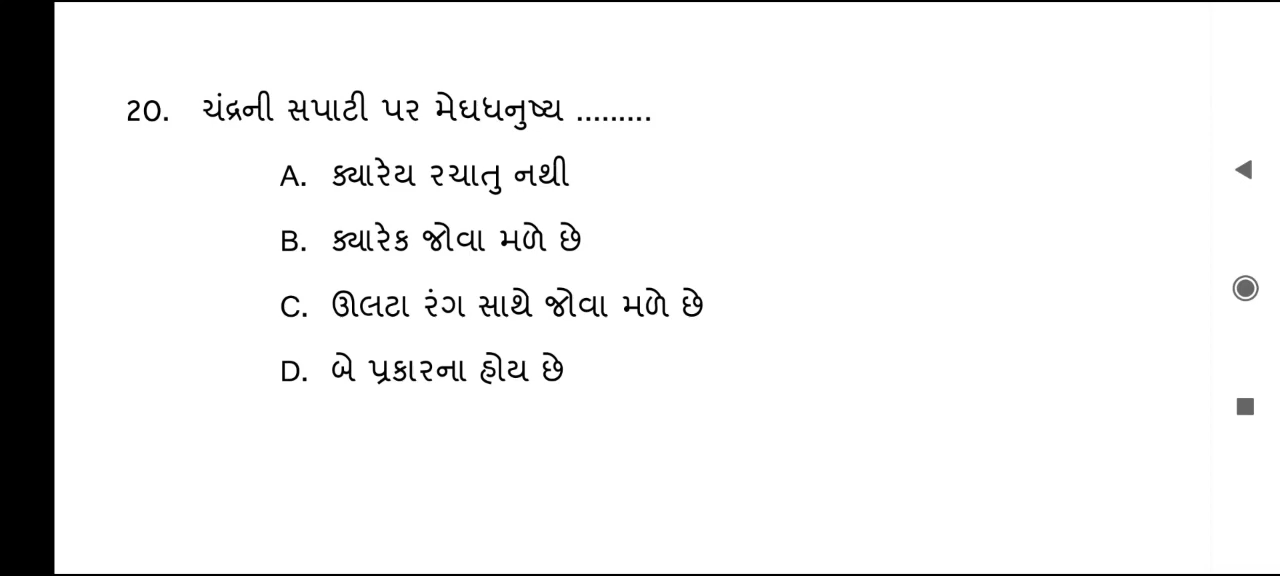 20. ચંદ્રની સપાટી પર મેઘધનુષ્ય .........
A. ક્યારેય રચાતુ નથી
B. ક્યારેક જોવા મળે છે
C. ઊલટા રંગ સાથે જોવા મળે છે
D. બે પ્રકારના હોય છે